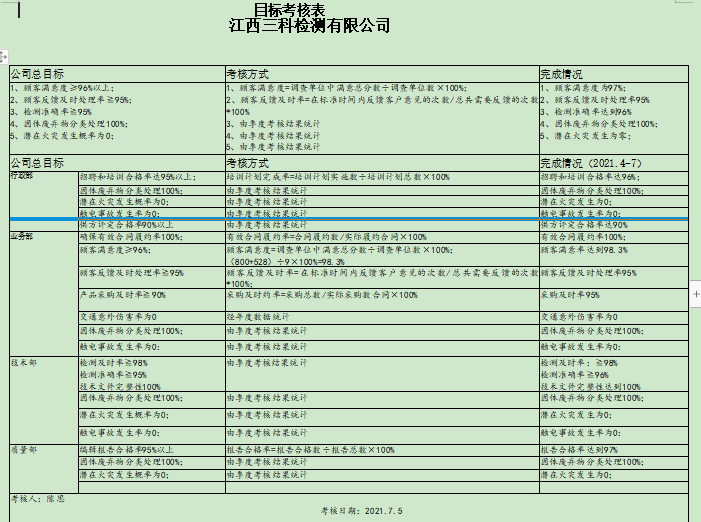 目标考核表
江西三科检测有限公司
公司总目标 考核方式 完成情况
1、顾客满意度≥96%以上; 1、顾客满意度=调查单位中满意总分数÷调查单位数×100%; 1、顾客满意度为97%;
2、顾客反馈及时处理率≥95%; 2、顾客反馈及时率=在标准时间内反馈客户意见的次数/总共需要反馈的次数 2、顾客反馈及时处理率95%
3、检测准确率≥95% *100% 3、检测准确率达到96%
4、固体废弃物分类处理100%; 3、由季度考核结果统计 4、固体废弃物分类处理100%;
5、潜在火灾发生概率为0; 4、由季度考核结果统计 5、潜在火灾发生为零;
5、由季度考核结果统计
公司总目标 考核方式 完成情况（2021.4-7）
行政部 招聘和培训合格率达95%以上; 培训计划完成率=培训计划实施数÷培训计划总数×100% 招聘和培训合格率达96%;
固体废弃物分类处理100%; 由季度考核结果统计 固体废弃物分类处理100%;
潜在火灾发生概率为0; 由季度考核结果统计 潜在火灾发生为0;
触电事故发生率为0; 由季度考核结果统计 触电事故发生率为0;
供方评定合格率90%以上 由季度考核结果统计 供方评定合格率达90%
业务部 确保有效合同履约率100%; 有效合同履约率=合同履约数/实际履约合同×100% 有效合同履约率100%;
顾客满意度≥96%; 顾客满意度=调查单位中满意总分数÷调查单位数×100%; 顾客满意率达到98.3%
（800+528）÷9×100%=98.3%
顾客反馈及时处理率≥95% 顾客反馈及时率=在标准时间内反馈客户意见的次数/总共需要反馈的次数 顾客反馈及时处理率95%
*100%;
产品采购及时率≥90% 采购及时约率=采购总数/实际采购数合同×100% 采购及时率95%
交通意外伤害率为0 经年度数据统计 交通意外伤害率为0
固体废弃物分类处理100%; 由季度考核结果统计 固体废弃物分类处理100%;
触电事故发生率为0; 由季度考核结果统计 触电事故发生率为0;
技术部 检测及时率≥98% 由季度考核结果统计 检测及时率：≥98%
检测准确率≥95% 检测准确率≥96%
技术文件完整性100% 技术文件完整性达到100%
固体废弃物分类处理100%; 由季度考核结果统计 固体废弃物分类处理100%;
潜在火灾发生概率为0; 由季度考核结果统计 潜在火灾发生为0;
触电事故发生率为0; 由季度考核结果统计 触电事故发生率为0;
质量部 编辑报告合格率95%以上 报告合格率=报告合格数÷报告总数×100% 报告合格率达到97%
固体废弃物分类处理100%; 由季度考核结果统计 固体废弃物分类处理100%;
潜在火灾发生概率为0; 由季度考核结果统计 潜在火灾发生为0;
考核人：陈思
考核日期：2021.7.5